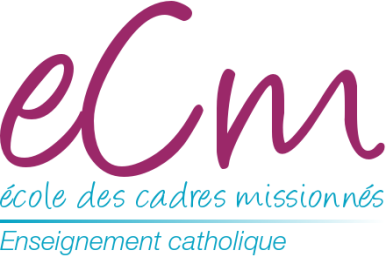 eCm
école des cadres missionnés
Enseignement catholique